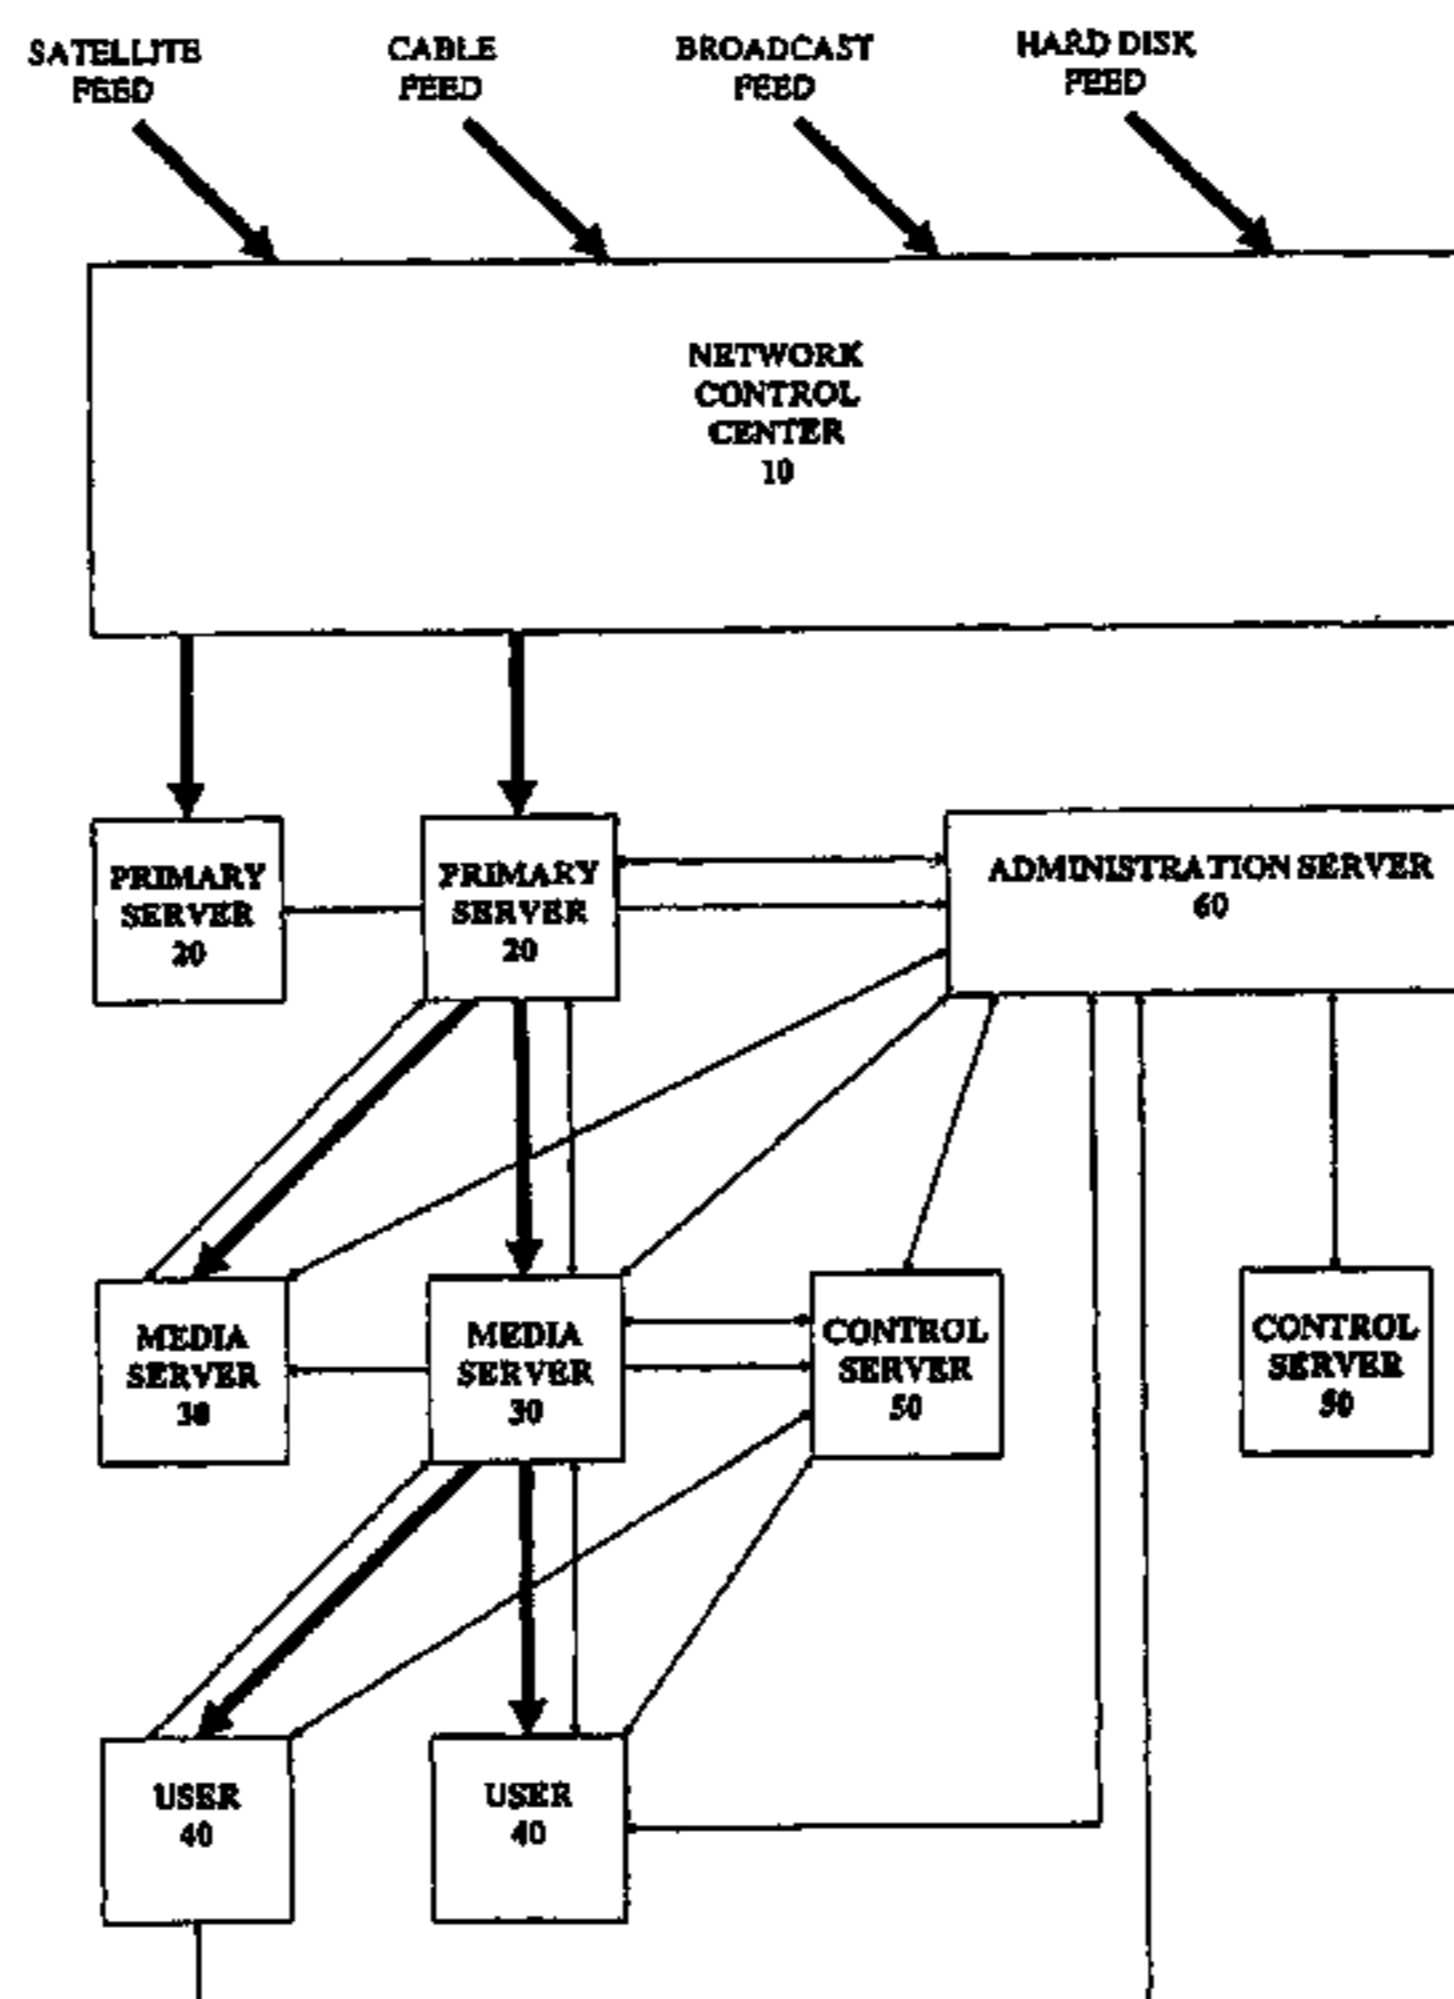 SATELLITE
FEED
CABLE
FEED
BROADCAST
FEED
HARD DISK
FEED
NETWORK
CONTROL
CENTER
10
PRIMARY
SERVER
20
PRIMARY
SERVER
20
ADMINISTRATION SERVER
60
MEDIA
SERVER
30
MEDIA
SERVER
30
CONTROL
SERVER
50
CONTROL
SERVER
50
USER
40
USER
40